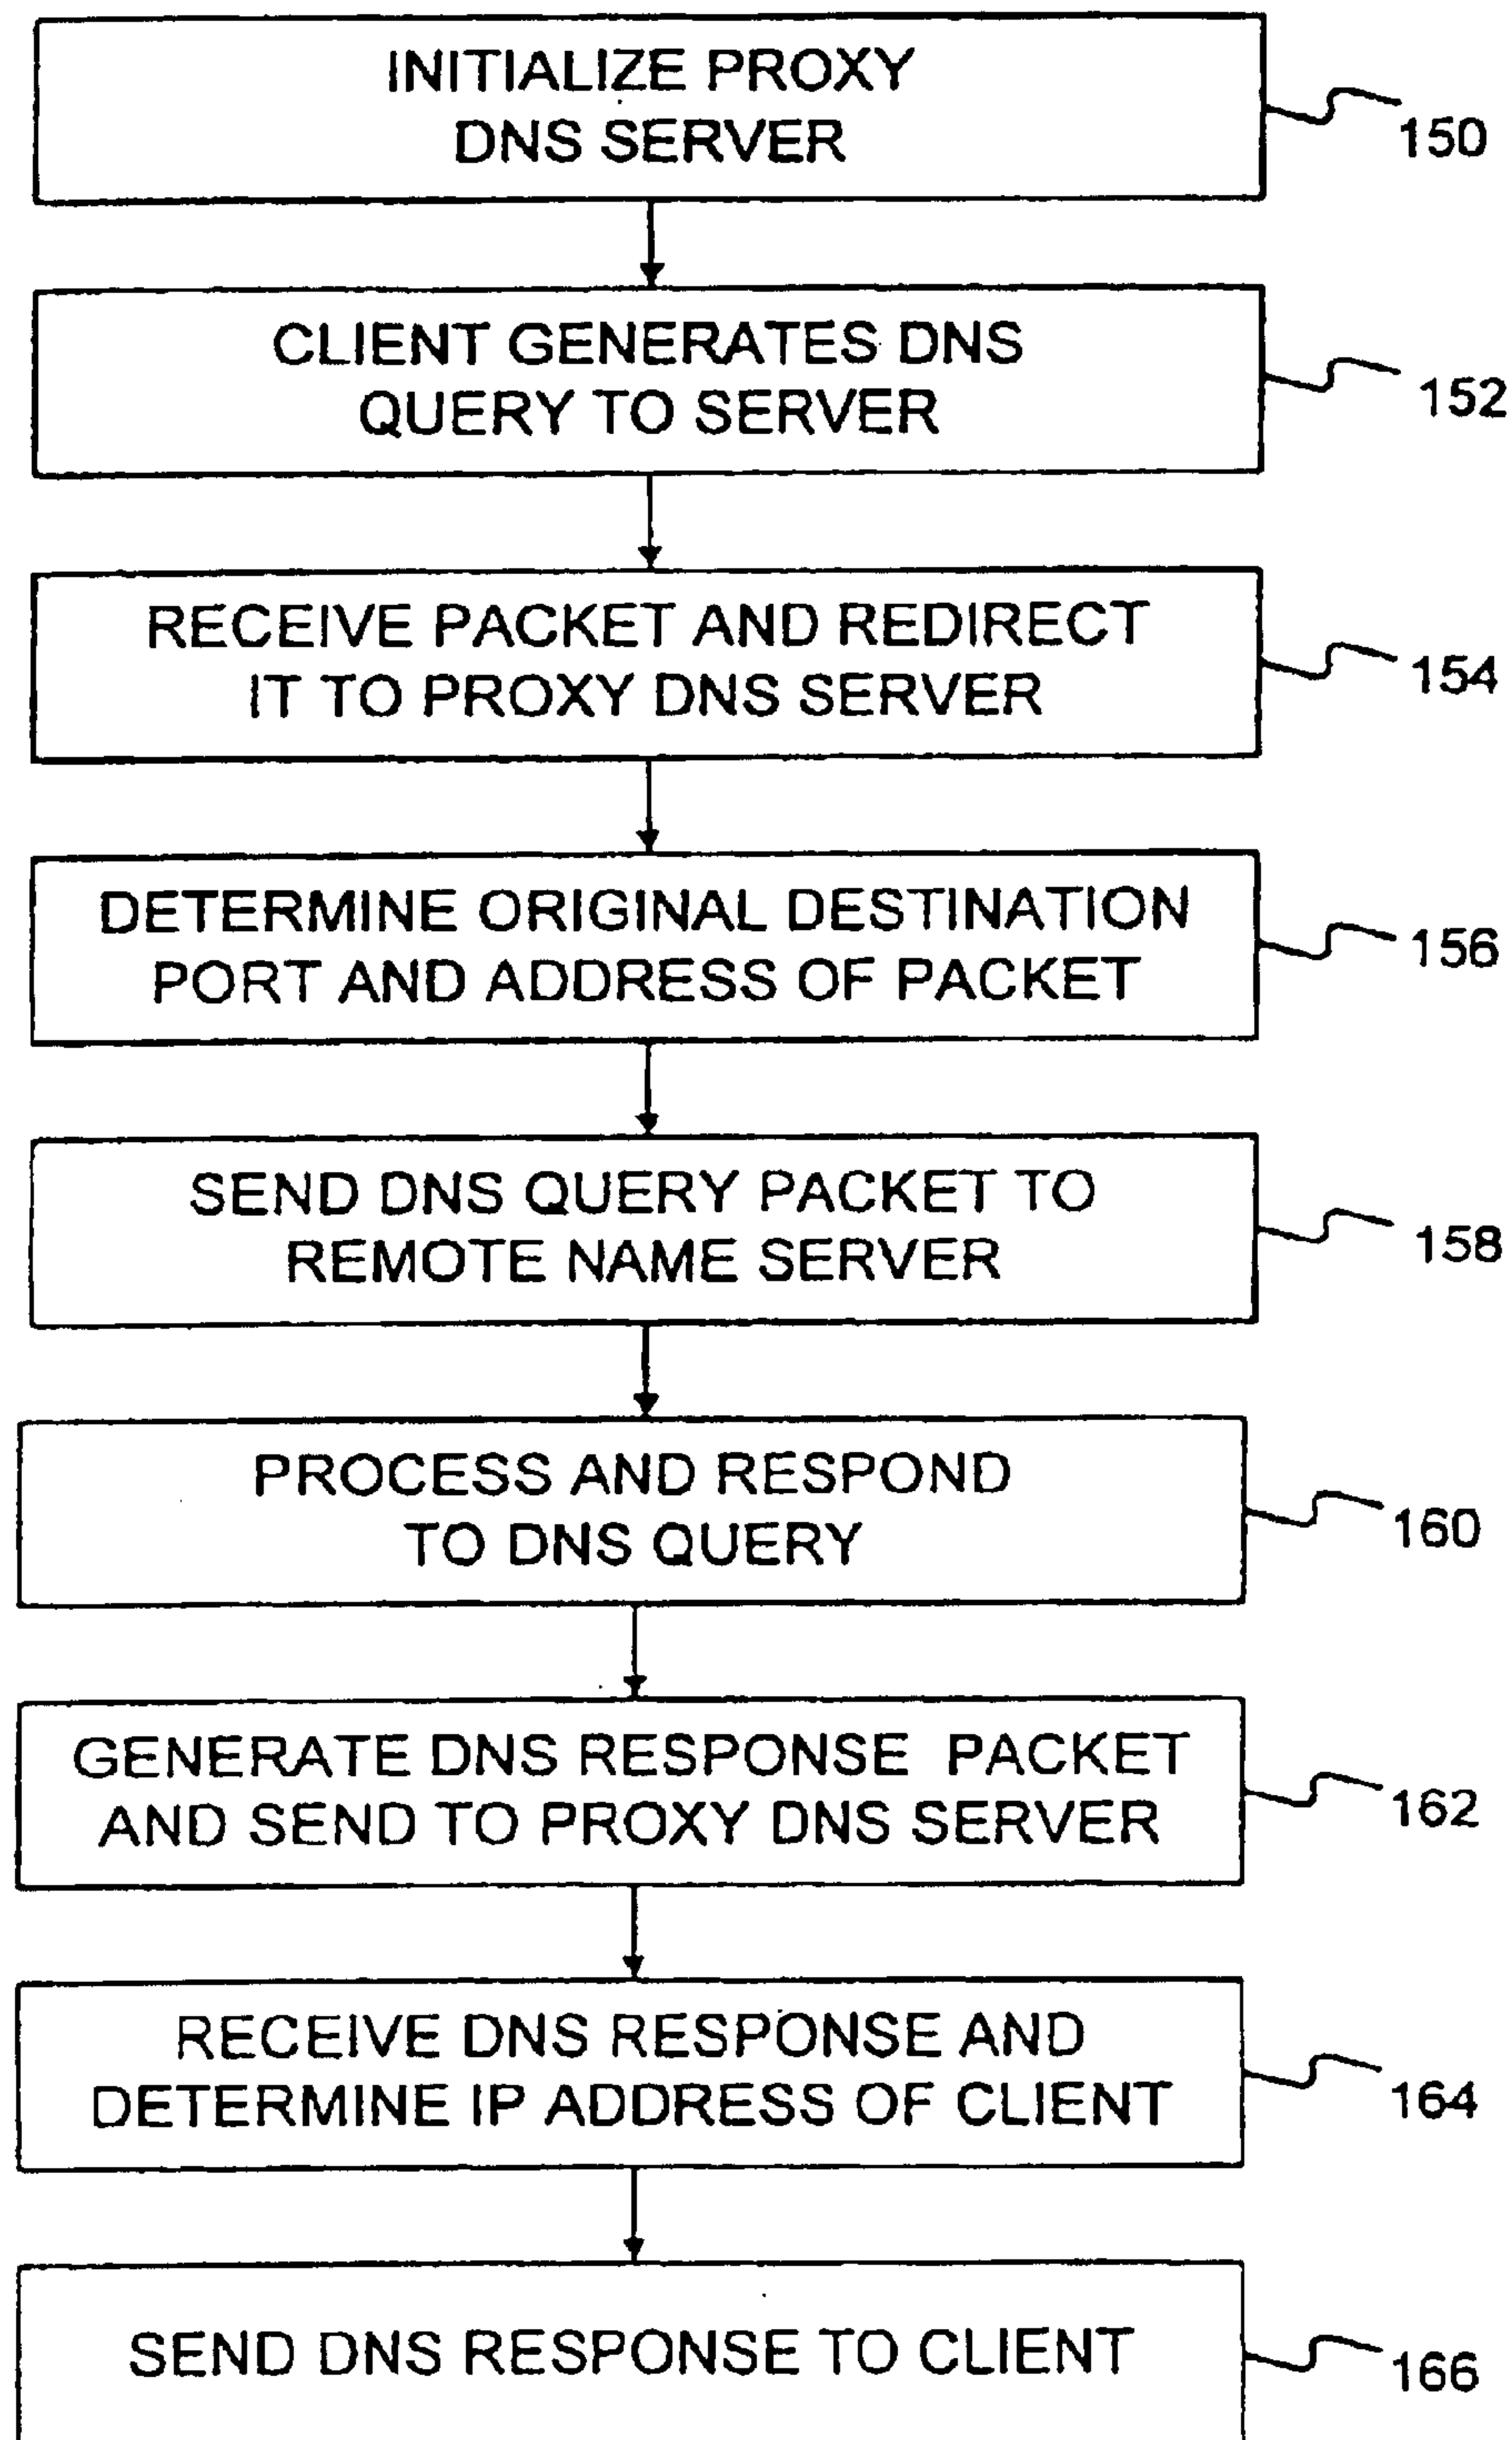 INITIALIZE PROXY
DNS SERVER
150
CLIENT GENERATES DNS
QUERY TO SERVER
152
RECEIVE PACKET AND REDIRECT
IT TO PROXY DNS SERVER
154
DETERMINE ORIGINAL DESTINATION
PORT AND ADDRESS OF PACKET
156
SEND DNS QUERY PACKET TO
REMOTE NAME SERVER
158
PROCESS AND RESPOND
TO DNS QUERY
160
GENERATE DNS RESPONSE PACKET
AND SEND TO PROXY DNS SERVER
162
RECEIVE DNS RESPONSE AND
DETERMINE IP ADDRESS OF CLIENT
164
SEND DNS RESPONSE TO CLIENT
166